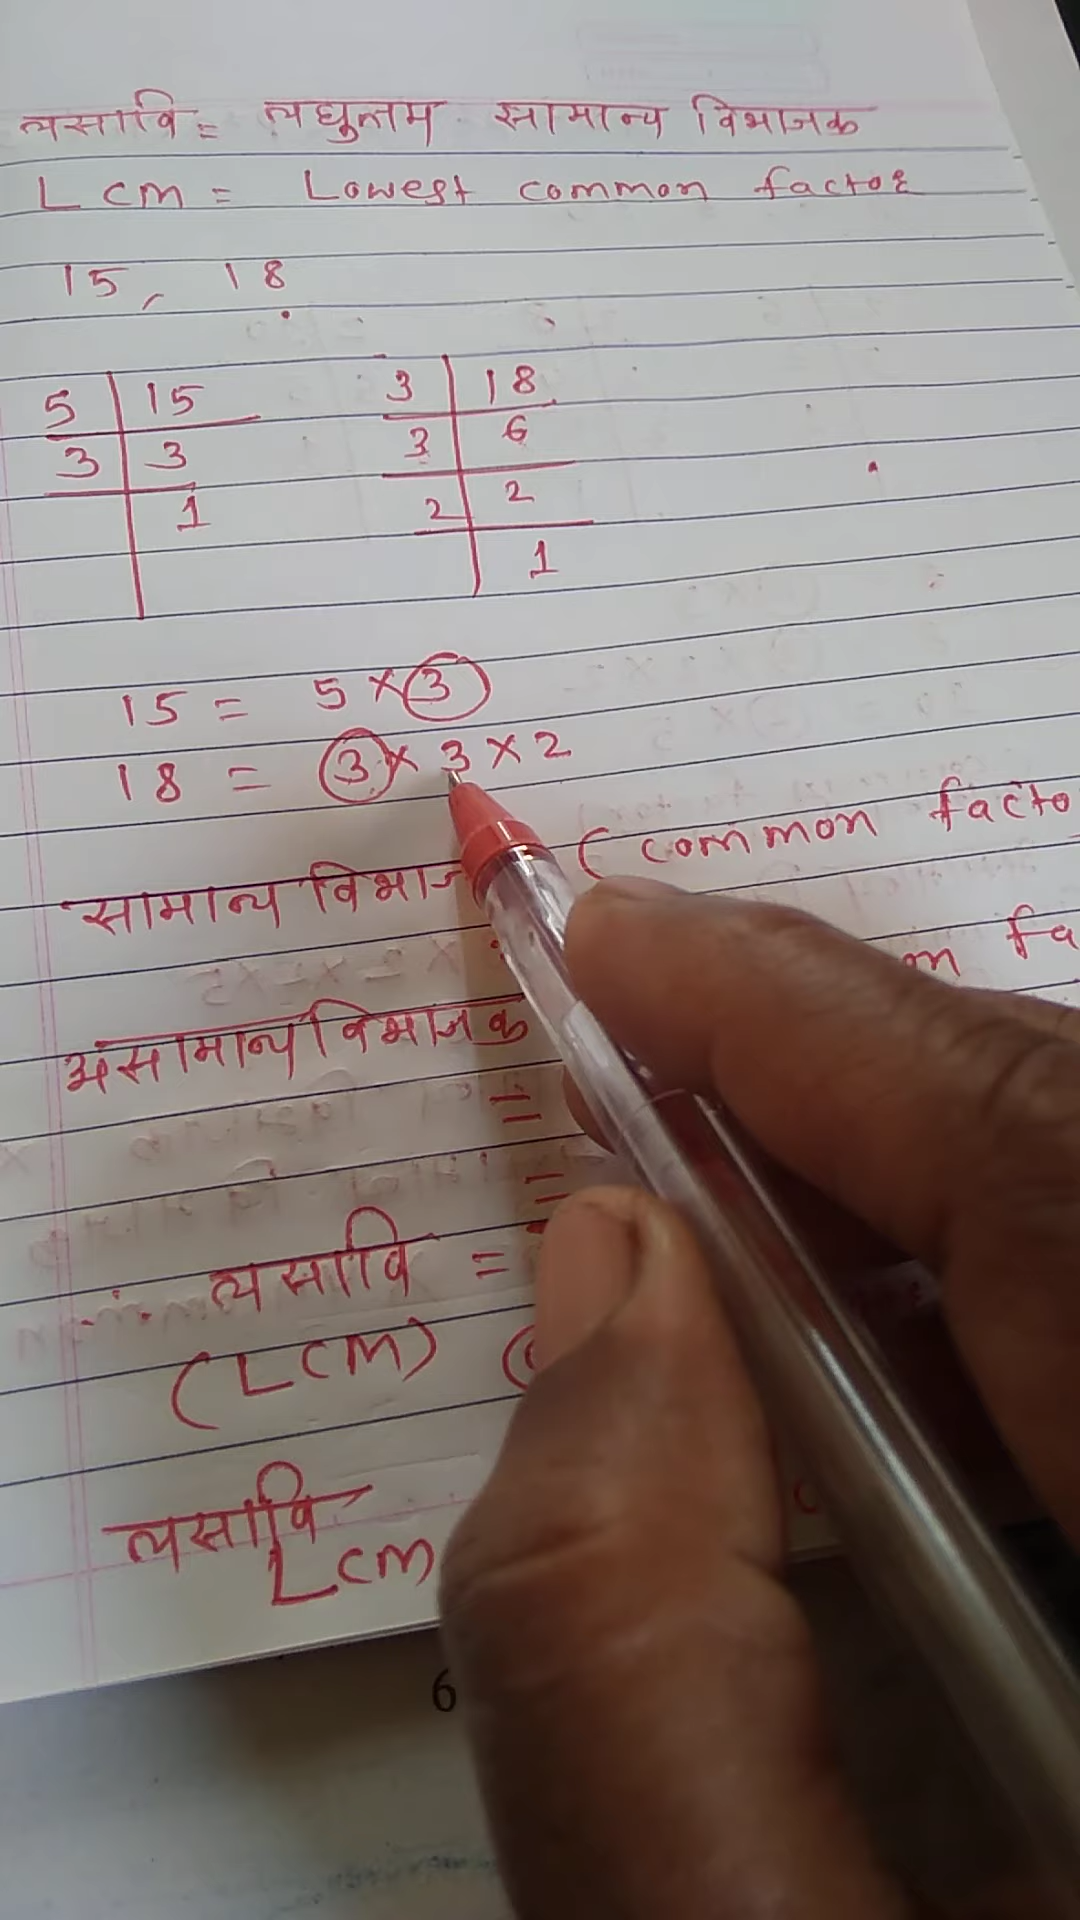 लसावि = लघुत्तम सामान्य विभाजक
LCM = Lowest common factor
15, 18
5 | 15    3 | 18
3 | 3    3 | 6
1    2 | 2
1
15 = 5 × 3
18 = 3 × 3 × 2
सामान्य (common
असामान्य विभाजक
=
=
∴ लसावि =
(LCM) (
लसावि
LCM
6